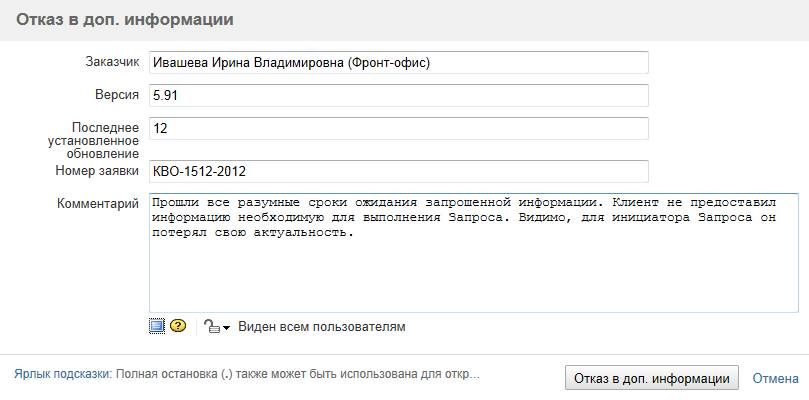 Отказ в доп. информации
Заказчик Ивашева Ирина Владимировна (Фронт-офис)
Версия 5.91
Последнее установленное обновление 12
Номер заявки КВО-1512-2012
Комментарий Прошли все разумные сроки ожидания запрошенной информации. Клиент не предоставил
информацию необходимую для выполнения Запроса. Видимо, для инициатора Запроса он
потерял свою актуальность.
Виден всем пользователям
Ярлык подсказки: Полная остановка (.) также может быть использована для откр... Отказ в доп. информации Отмена